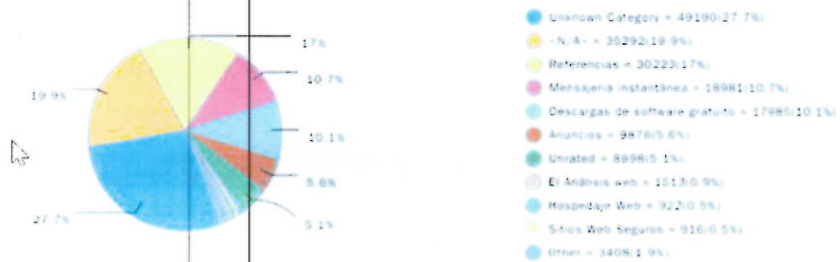 17%
10.7%
10.1%
5.6%
5.1%
27.7%
19.9%
Unknown Category = 49190(27.7%)
-N/A- = 35292(19.9%)
Referencias = 30223(17%)
Mensajería instantánea = 18981(10.7%)
Descargas de software gratuito = 17985(10.1%)
Anuncios = 9876(5.6%)
Unrated = 8998(5.1%)
El Análisis web = 1513(0.9%)
Hospedaje Web = 922(0.5%)
Sitios Web Seguros = 916(0.5%)
Other = 3408(1.9%)